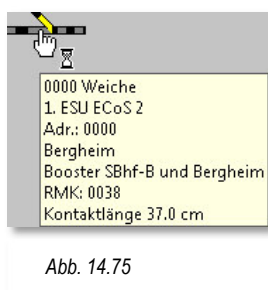 0000 Weiche
1. ESU ECoS 2
Adr.: 0000
Bergheim
Booster SBhf-B und Bergheim
RMK: 0038
Kontaktlänge 37.0 cm
Abb. 14.75